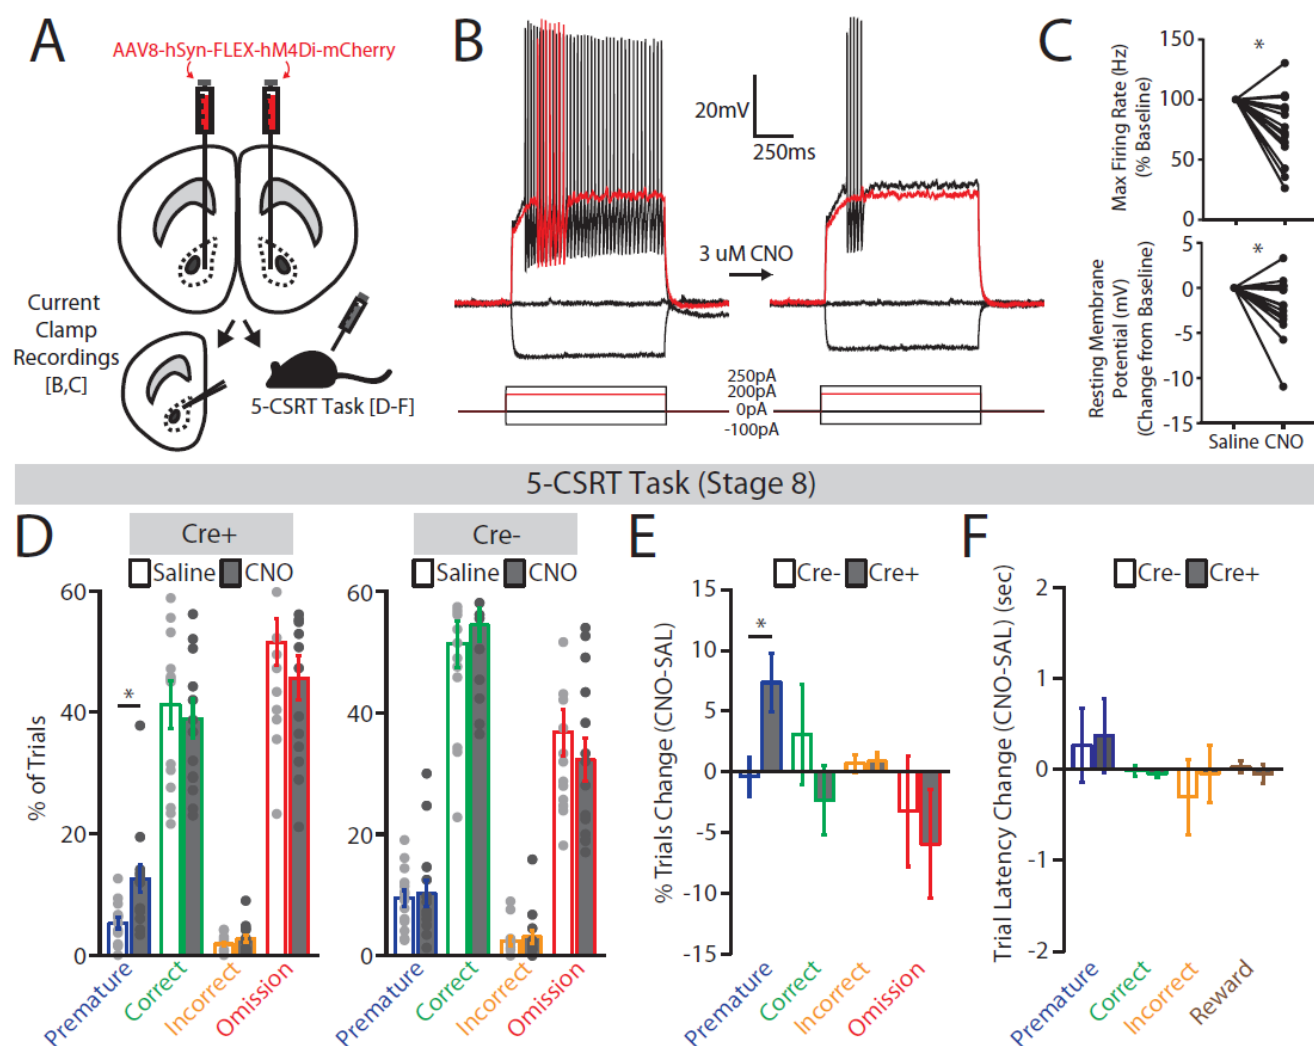 A
AAV8-hSyn-FLEX-hM4Di-mCherry
Current
Clamp
Recordings
[B,C]
5-CSRT Task [D-F]
B
20mV
250ms
3 uM CNO
250pA
200pA
0pA
-100pA
C
Max Firing Rate (Hz)
(% Baseline)
150
100
50
0
*
Resting Membrane
Potential (mV)
(Change from Baseline)
5
0
-5
-10
-15
*
Saline CNO
5-CSRT Task (Stage 8)
D
Cre+
Saline CNO
% of Trials
60
40
20
0
*
Premature
Correct
Incorrect
Omission
Cre-
Saline CNO
60
40
20
0
Premature
Correct
Incorrect
Omission
E
Cre- Cre+
% Trials Change (CNO-SAL)
15
10
5
0
-5
-10
-15
*
Premature
Correct
Incorrect
Omission
F
Cre- Cre+
Trial Latency Change (CNO-SAL) (sec)
2
1
0
-1
-2
Premature
Correct
Incorrect
Reward